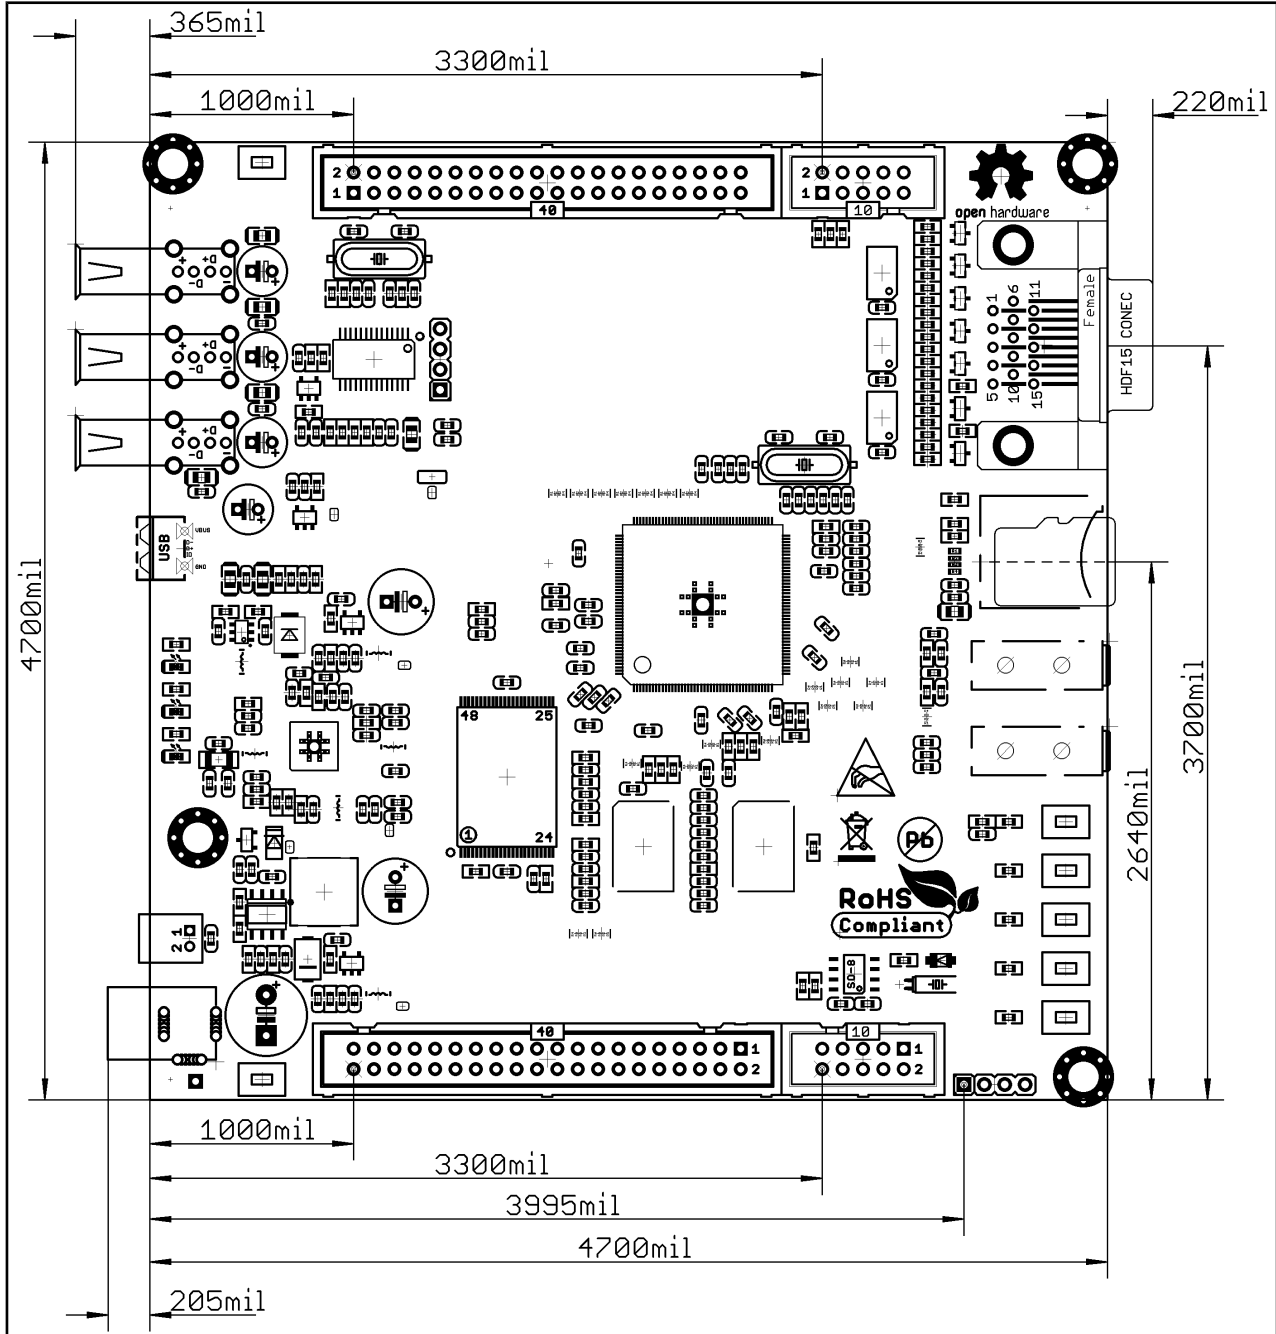 365mil
3300mil
1000mil
220mil
2
1
40
2
1
10
open hardware
+ D+ D- -
+ D+ D- -
+ D+ D- -
1 6 11
5 10 15
Female
HDF15 CONEC
USB
VBUS
GND
4700mil
48 25
1 24
3700mil
2640mil
Pb
RoHS
Compliant
2 1
SO-8
40
1
2
10
1
2
1000mil
3300mil
3995mil
4700mil
205mil